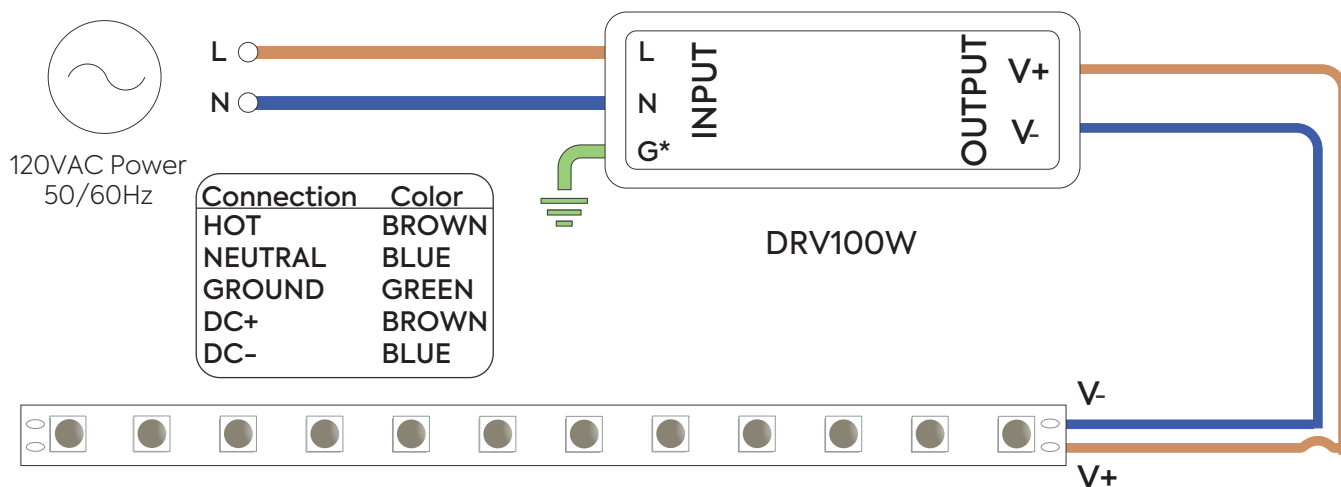 L
N
120VAC Power
50/60Hz
L
N
G*
INPUT
OUTPUT
V+
V-
DRV100W
Connection Color
HOT BROWN
NEUTRAL BLUE
GROUND GREEN
DC+ BROWN
DC- BLUE
V-
V+